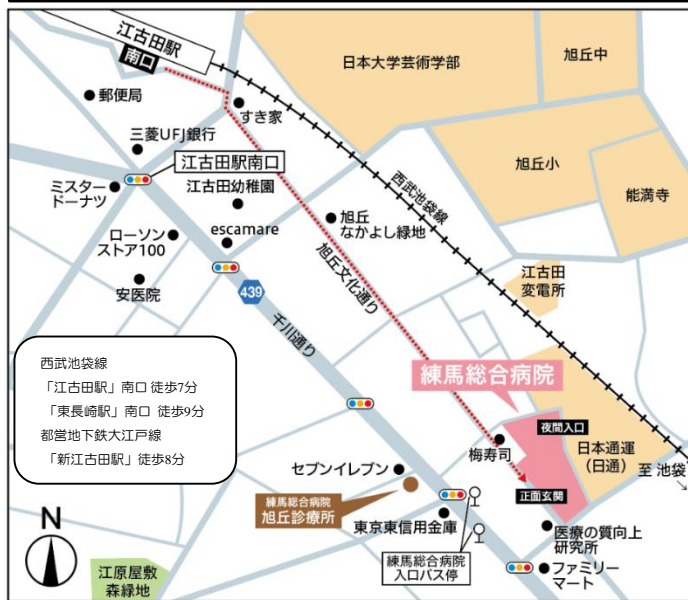 江古田駅
南口
日本大学芸術学部
旭丘中
郵便局
すき家
三菱UFJ銀行
江古田駅南口
旭丘小
能満寺
ミスター
ドーナツ
江古田幼稚園
西武池袋線
escamare
旭丘
なかよし緑地
ローソン
ストア100
安医院
旭丘文化通り
江古田
変電所
439
千川通り
西武池袋線
「江古田駅」南口 徒歩7分
「東長崎駅」南口 徒歩9分
都営地下鉄大江戸線
「新江古田駅」徒歩8分
練馬総合病院
夜間入口
梅寿司
日本通運
(日通)
至 池袋
→
セブンイレブン
正面玄関
練馬総合病院
旭丘診療所
東京東信用金庫
医療の質向上
研究所
練馬総合病院
入口バス停
ファミリー
マート
N
江原屋敷
森緑地